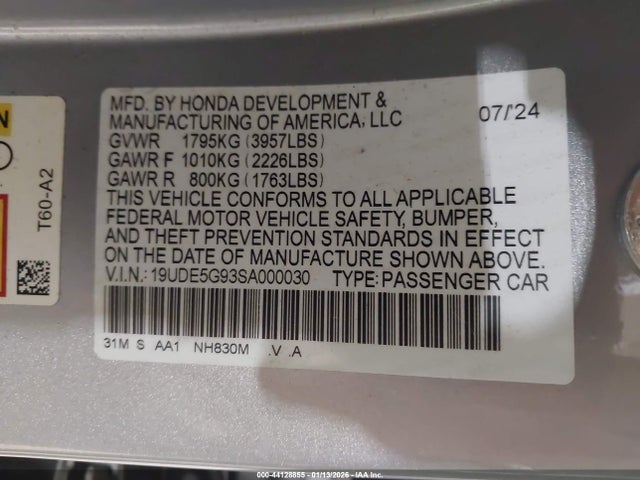 MFD. BY HONDA DEVELOPMENT &
MANUFACTURING OF AMERICA, LLC 07/'24
GVWR 1795KG (3957LBS)
GAWR F 1010KG (2226LBS)
GAWR R 800KG (1763LBS)
THIS VEHICLE CONFORMS TO ALL APPLICABLE
FEDERAL MOTOR VEHICLE SAFETY, BUMPER,
AND THEFT PREVENTION STANDARDS IN EFFECT
ON THE DATE OF MANUFACTURE SHOWN ABOVE.
V.I.N.: 19UDE5G93SA000030 TYPE:PASSENGER CAR
31M S AA1 NH830M .V .A
T60-A2
000-44128855 - 01/13/2026 - IAA Inc.